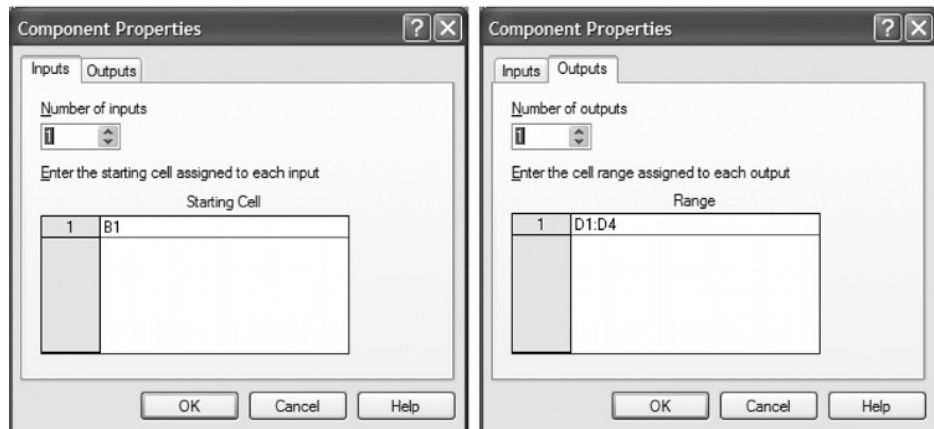 Component Properties
Inputs Outputs
Number of inputs
1
Enter the starting cell assigned to each input
Starting Cell
1 B1
OK Cancel Help
Component Properties
Inputs Outputs
Number of outputs
1
Enter the cell range assigned to each output
Range
1 D1:D4
OK Cancel Help